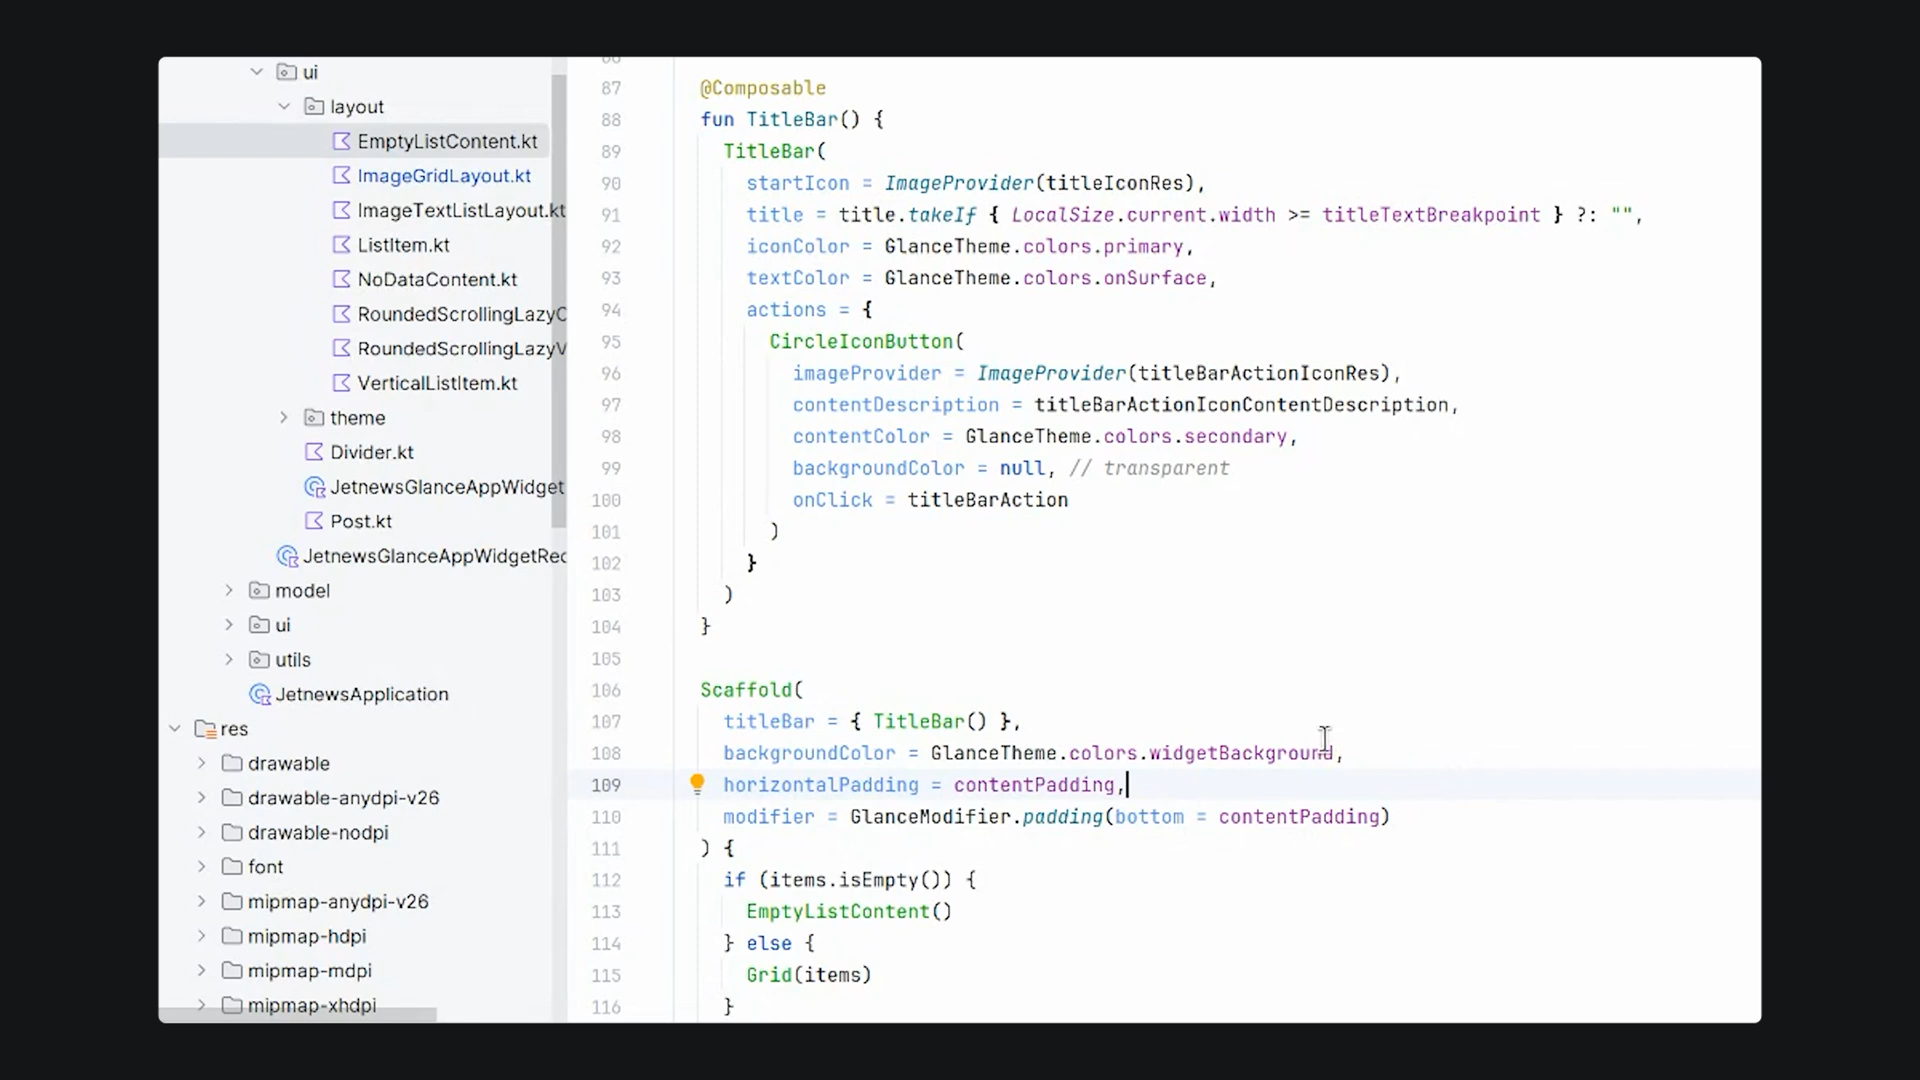 ui
layout
EmptyListContent.kt
ImageGridLayout.kt
ImageTextListLayout.kt
ListItem.kt
NoDataContent.kt
RoundedScrollingLazyC
RoundedScrollingLazyV
VerticalListItem.kt
theme
Divider.kt
JetnewsGlanceAppWidget
Post.kt
JetnewsGlanceAppWidgetRec
model
ui
utils
JetnewsApplication
res
drawable
drawable-anydpi-v26
drawable-nodpi
font
mipmap-anydpi-v26
mipmap-hdpi
mipmap-mdpi
mipmap-xhdpi
87 @Composable
88 fun TitleBar() {
89 TitleBar(
90 startIcon = ImageProvider(titleIconRes),
91 title = title.takeIf { LocalSize.current.width >= titleTextBreakpoint } ?: "",
92 iconColor = GlanceTheme.colors.primary,
93 textColor = GlanceTheme.colors.onSurface,
94 actions = {
95 CircleIconButton(
96 imageProvider = ImageProvider(titleBarActionIconRes),
97 contentDescription = titleBarActionIconContentDescription,
98 contentColor = GlanceTheme.colors.secondary,
99 backgroundColor = null, // transparent
100 onClick = titleBarAction
101 )
102 }
103 )
104 }
105
106 Scaffold(
107 titleBar = { TitleBar() },
108 backgroundColor = GlanceTheme.colors.widgetBackground,
109 horizontalPadding = contentPadding,
110 modifier = GlanceModifier.padding(bottom = contentPadding)
111 ) {
112 if (items.isEmpty()) {
113 EmptyListContent()
114 } else {
115 Grid(items)
116 }